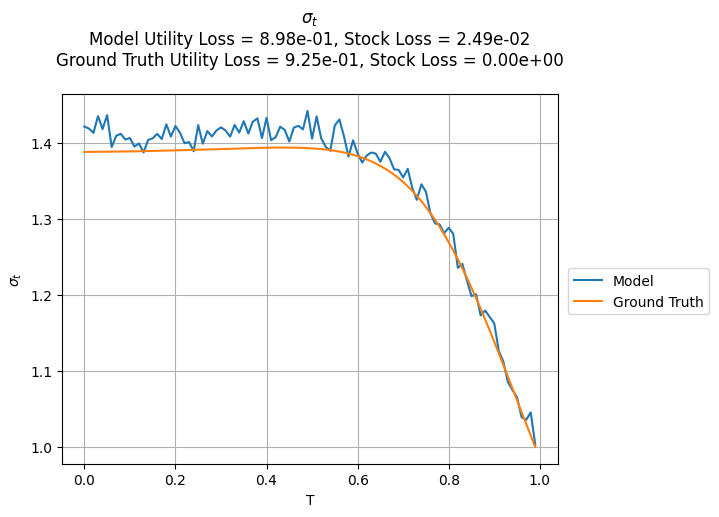 σₜ
Model Utility Loss = 8.98e-01, Stock Loss = 2.49e-02
Ground Truth Utility Loss = 9.25e-01, Stock Loss = 0.00e+00
σₜ
1.4
1.3
1.2
1.1
1.0
0.0 0.2 0.4 0.6 0.8 1.0
T
Model
Ground Truth